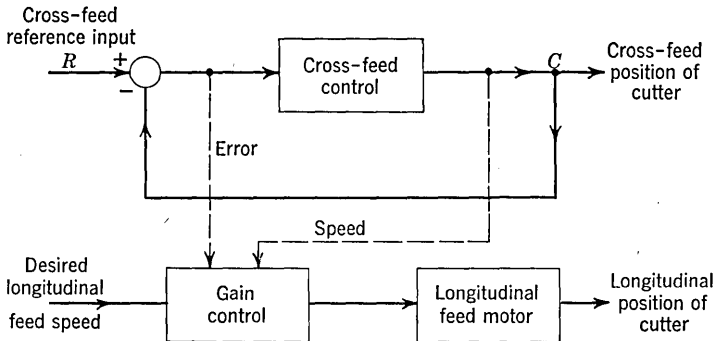 Cross-feed
reference input
R
+
−
Cross-feed
control
C
Cross-feed
position of
cutter
Error
Speed
Desired
longitudinal
feed speed
Gain
control
Longitudinal
feed motor
Longitudinal
position of
cutter